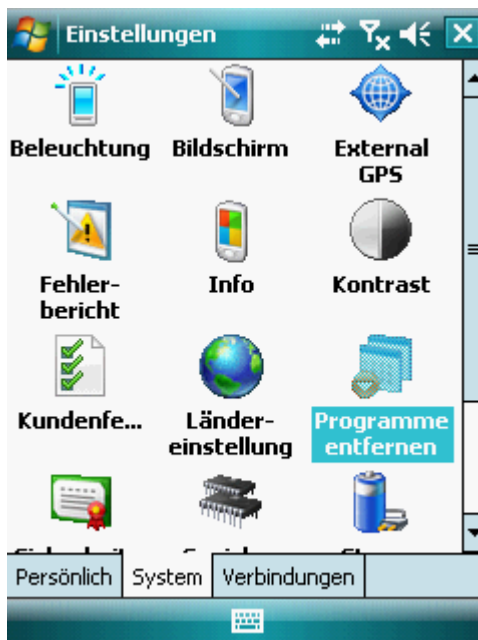 Einstellungen
Beleuchtung Bildschirm External GPS
Fehler-
bericht
Info
Kontrast
Kundenfe...
Länder-
einstellung
Programme
entfernen
Persönlich System Verbindungen